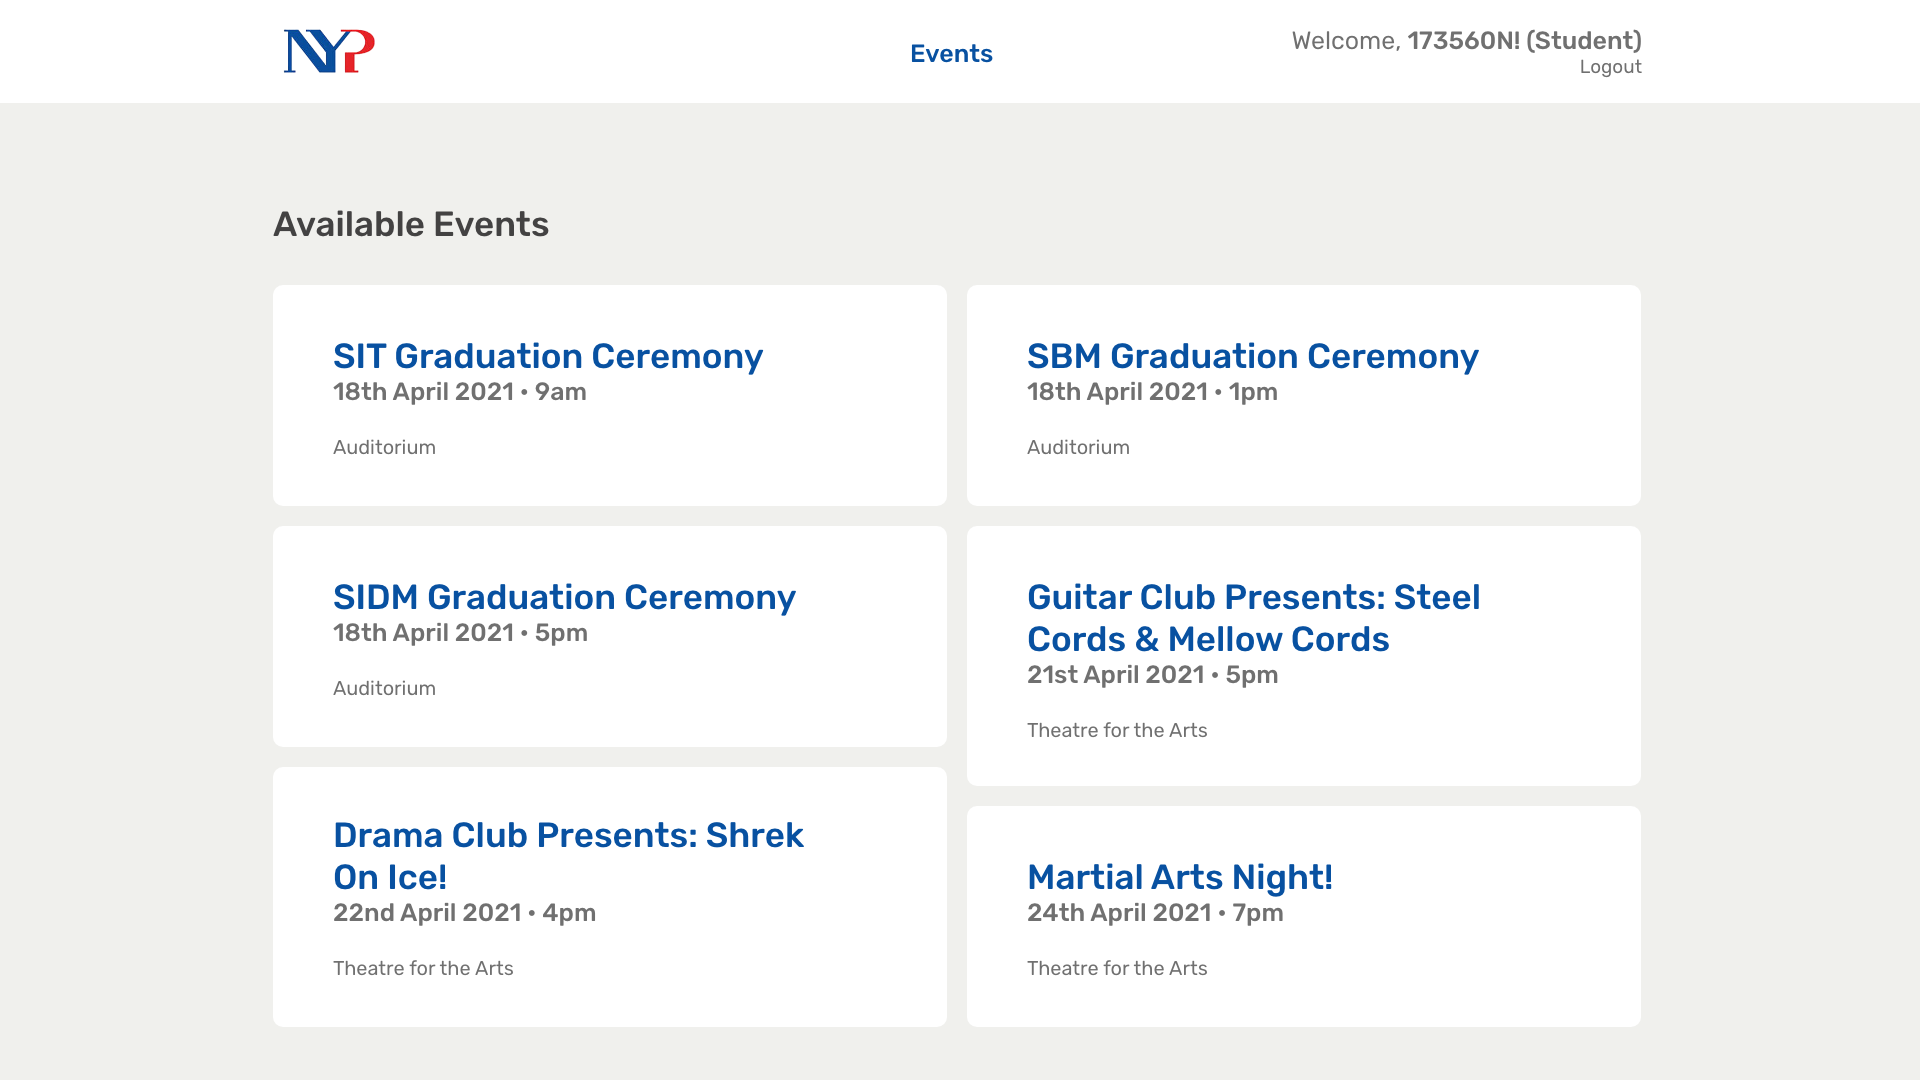 NYP
Events
Welcome, 173560N! (Student)
Logout
Available Events
SIT Graduation Ceremony
18th April 2021 • 9am
Auditorium
SBM Graduation Ceremony
18th April 2021 • 1pm
Auditorium
SIDM Graduation Ceremony
18th April 2021 • 5pm
Auditorium
Guitar Club Presents: Steel
Cords & Mellow Cords
21st April 2021 • 5pm
Theatre for the Arts
Drama Club Presents: Shrek
On Ice!
22nd April 2021 • 4pm
Theatre for the Arts
Martial Arts Night!
24th April 2021 • 7pm
Theatre for the Arts